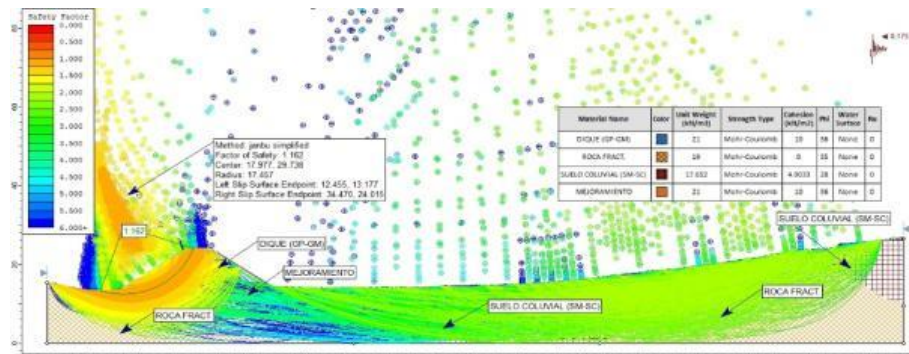 Safety Factor
0.000
0.500
1.000
1.500
2.000
2.500
3.000
3.500
4.000
4.500
5.000
5.500
6.000+
Method: janbu simplified
Factor of Safety: 1.162
Center: 17.977, 29.738
Radius: 17.457
Left Slip Surface Endpoint: 12.455, 13.177
Right Slip Surface Endpoint: 34.470, 24.015
Material Name Color Unit Weight (kN/m3) Strength Type Cohesion (kN/m2) Phi Water Surface Ru
DIQUE (GP-GM) 21 Mohr-Coulomb 10 36 None 0
ROCA FRACT. 19 Mohr-Coulomb 0 None 0
SUELO COLUVIAL (SM-SC) Mohr-Coulomb 28 None 0
MEJORAMIENTO 21 Mohr-Coulomb 10 36 None 0
1.162
DIQUE (GP-GM)
MEJORAMIENTO
SUELO COLUVIAL (SM-SC)
ROCA FRACT.
SUELO COLUVIAL (SM-SC)
ROCA FRACT.
20
0